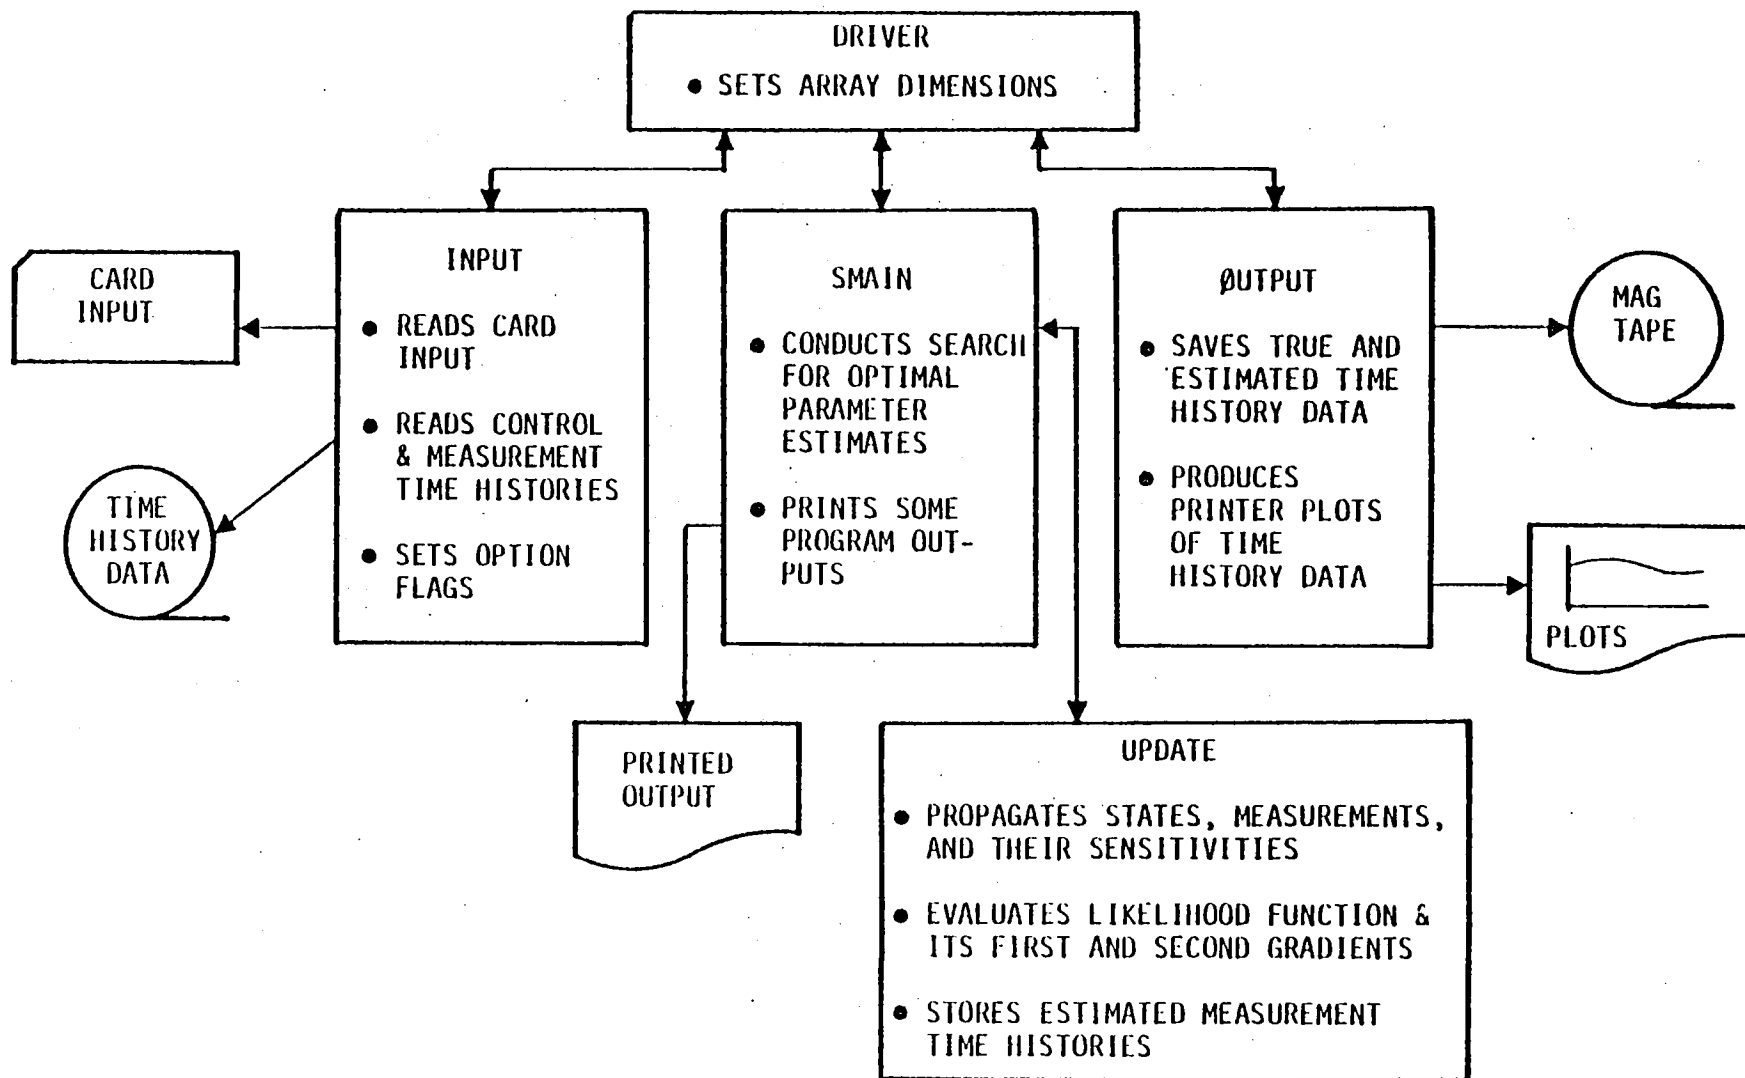 DRIVER
● SETS ARRAY DIMENSIONS
CARD
INPUT
TIME
HISTORY
DATA
INPUT
● READS CARD
INPUT
● READS CONTROL
& MEASUREMENT
TIME HISTORIES
● SETS OPTION
FLAGS
SMAIN
● CONDUCTS SEARCH
FOR OPTIMAL
PARAMETER
ESTIMATES
● PRINTS SOME
PROGRAM OUT-
PUTS
ØUTPUT
● SAVES TRUE AND
ESTIMATED TIME
HISTORY DATA
● PRODUCES
PRINTER PLOTS
OF TIME
HISTORY DATA
MAG
TAPE
PLOTS
PRINTED
OUTPUT
UPDATE
● PROPAGATES STATES, MEASUREMENTS,
AND THEIR SENSITIVITIES
● EVALUATES LIKELIHOOD FUNCTION &
ITS FIRST AND SECOND GRADIENTS
● STORES ESTIMATED MEASUREMENT
TIME HISTORIES